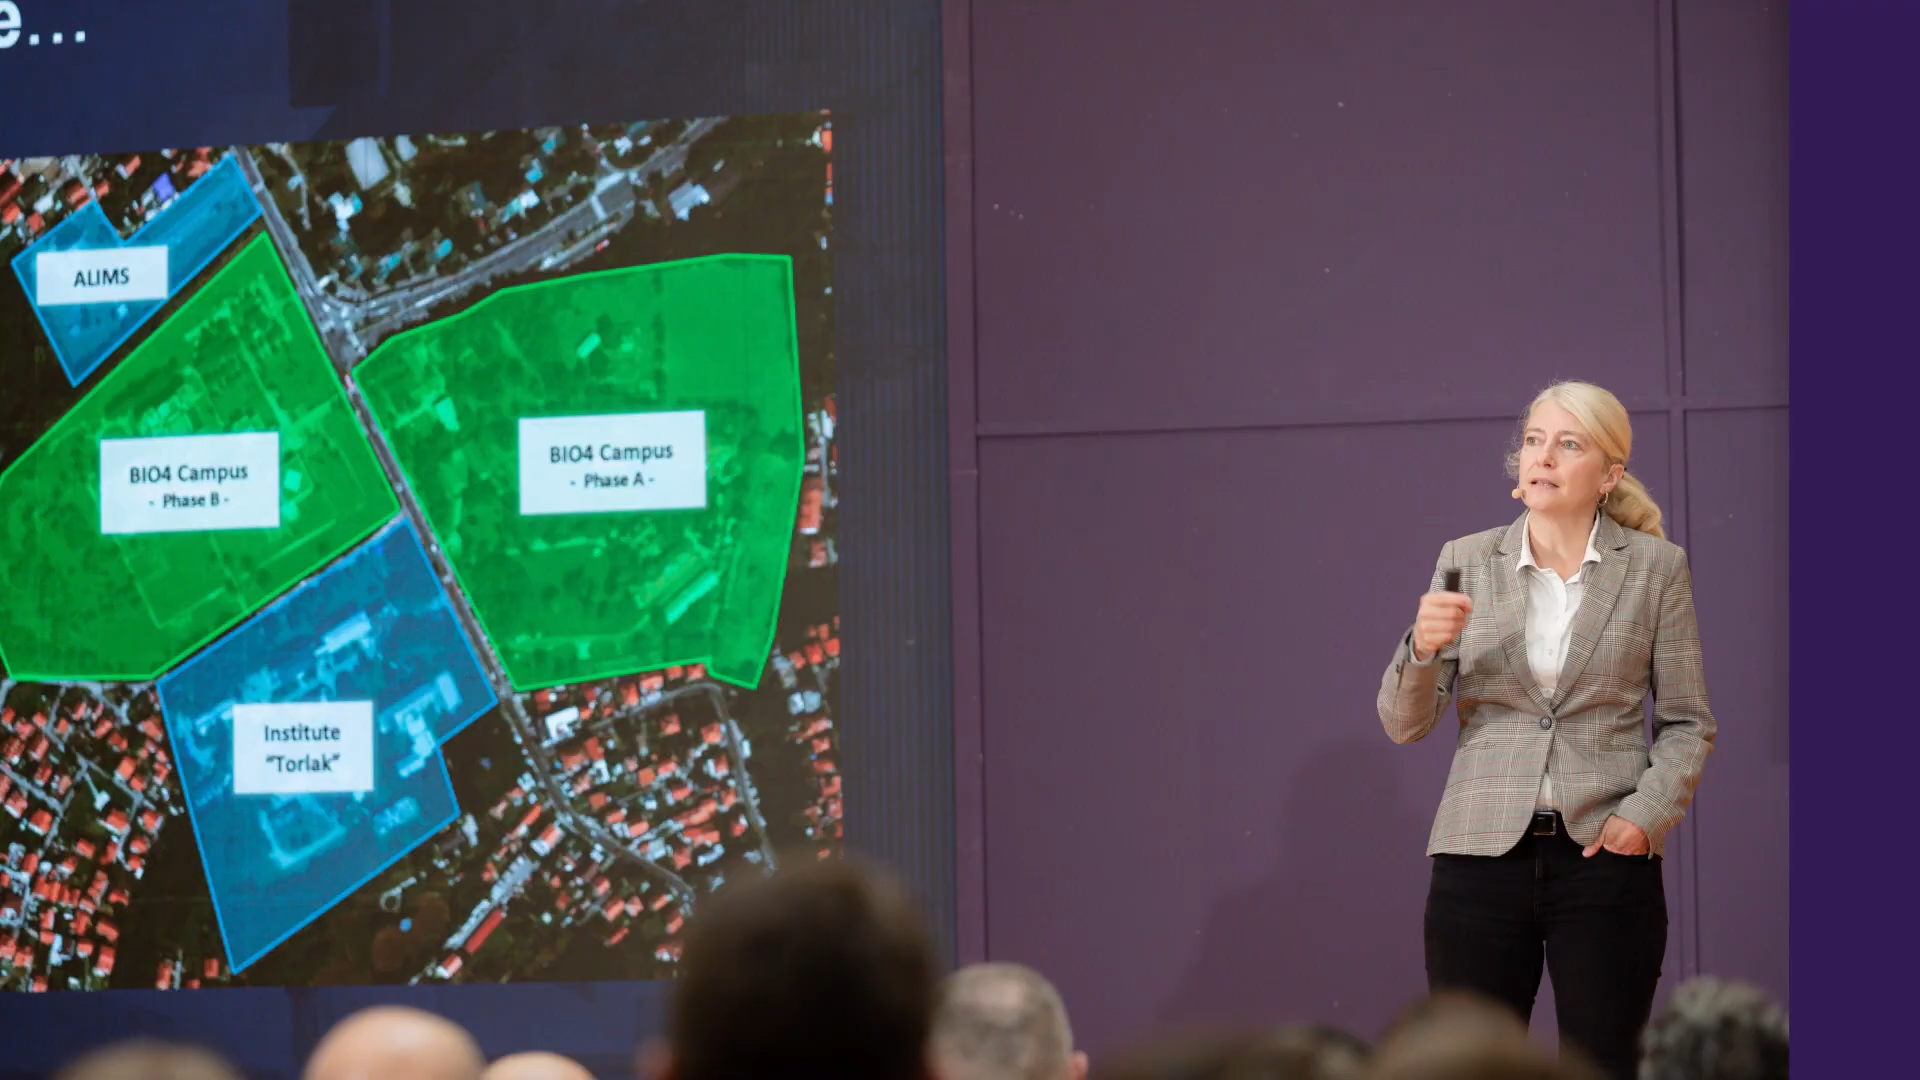 e...
ALIMS
BIO4 Campus
- Phase B -
BIO4 Campus
- Phase A -
Institute
"Torlak"